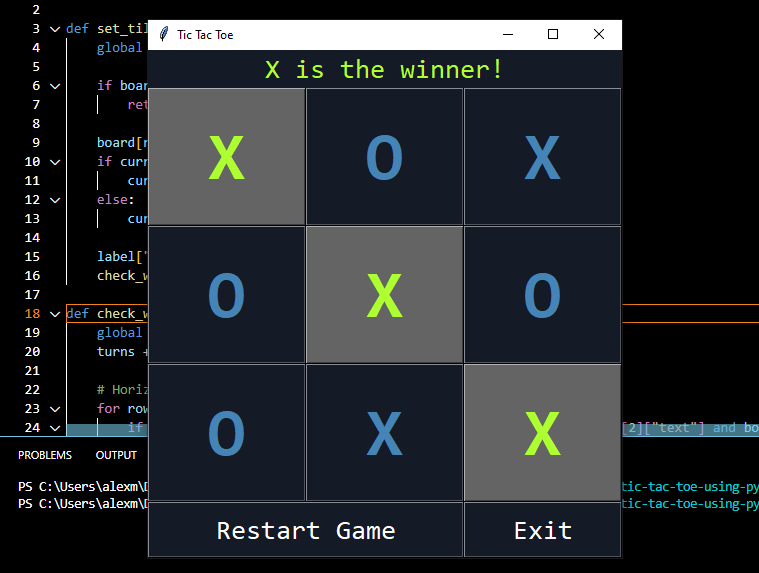 Tic Tac Toe
X is the winner!
X O X
O X O
O X X
Restart Game Exit
2
3 def set_til
4 global
5
6 if boar
7 ret
8
9 board[r
10 if curr
11 cur
12 else:
13 cur
14
15 label["
16 check_w
17
18 def check_w
19 global
20 turns +
21
22 # Horiz
23 for row
24 if [2]["text"] and bo
PROBLEMS OUTPUT
PS C:\Users\alexm\D tic-tac-toe-using-py
PS C:\Users\alexm\D tic-tac-toe-using-py